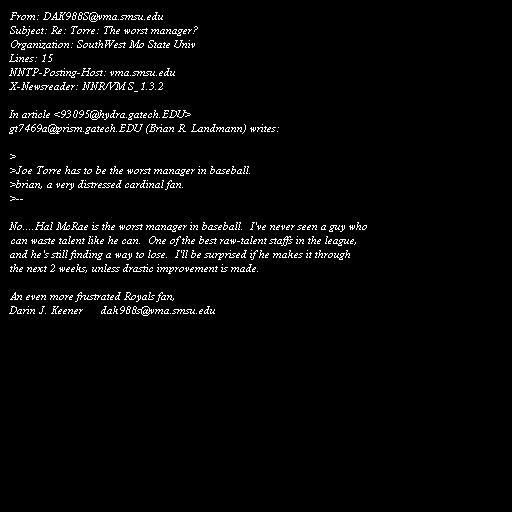 From: DAK988S@vma.smsu.edu
Subject: Re: Torre: The worst manager?
Organization: SouthWest Mo State Univ
Lines: 15
NNTP-Posting-Host: vma.smsu.edu
X-Newsreader: NNR/VM S_1.3.2

In article <93095@hydra.gatech.EDU>
gt7469a@prism.gatech.EDU (Brian R. Landmann) writes:

>
>Joe Torre has to be the worst manager in baseball.
>brian, a very distressed cardinal fan.
>--

No....Hal McRae is the worst manager in baseball.  I've never seen a guy who
can waste talent like he can.  One of the best raw-talent staffs in the league,
and he's still finding a way to lose.  I'll be surprised if he makes it through
the next 2 weeks, unless drastic improvement is made.

An even more frustrated Royals fan,
Darin J. Keener     dak988s@vma.smsu.edu